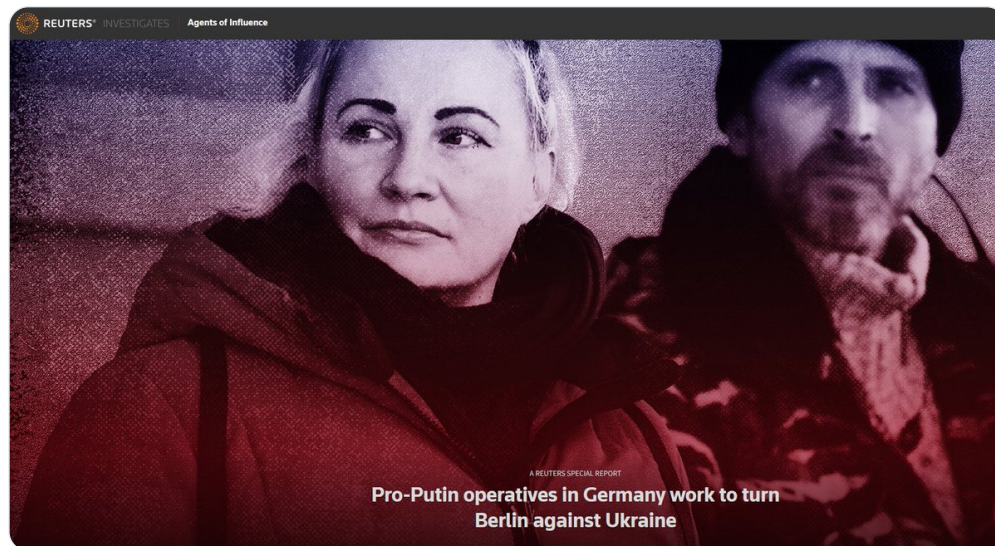 REUTERS® INVESTIGATES Agents of Influence
A REUTERS SPECIAL REPORT
Pro-Putin operatives in Germany work to turn
Berlin against Ukraine